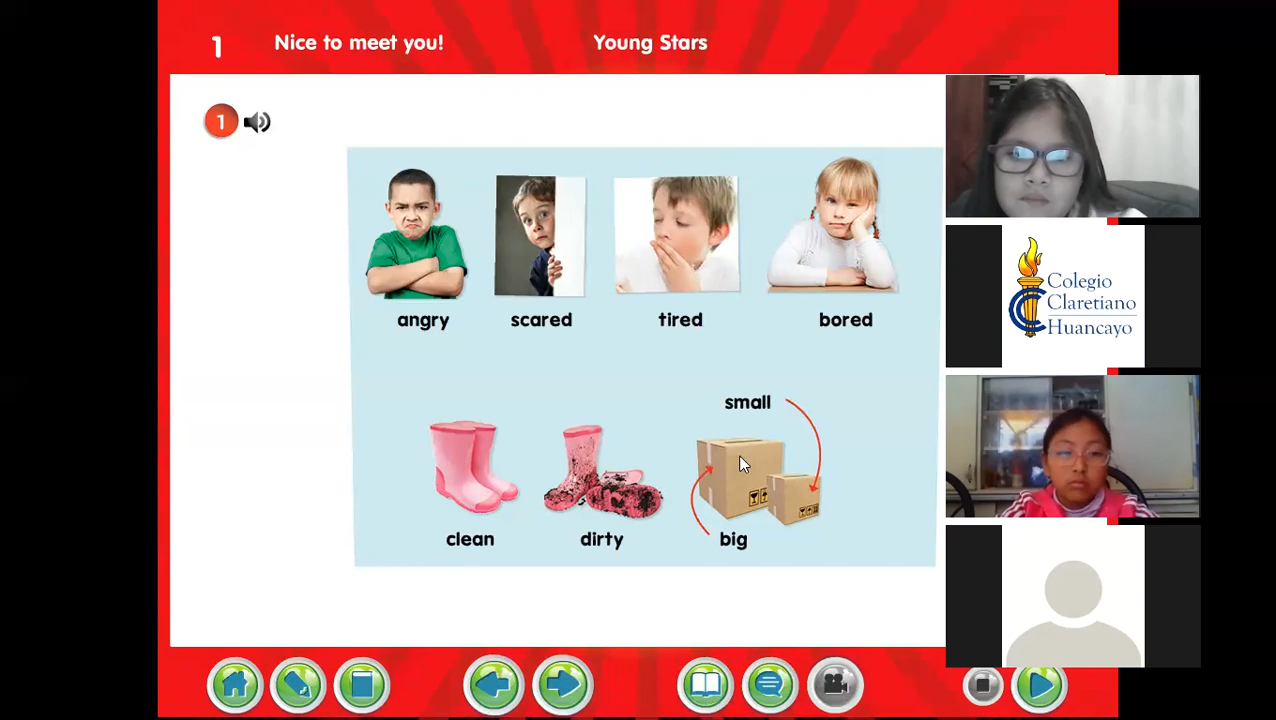 1 Nice to meet you! Young Stars
1
angry scared tired bored
small
clean dirty big
Colegio
Claretiano
Huancayo